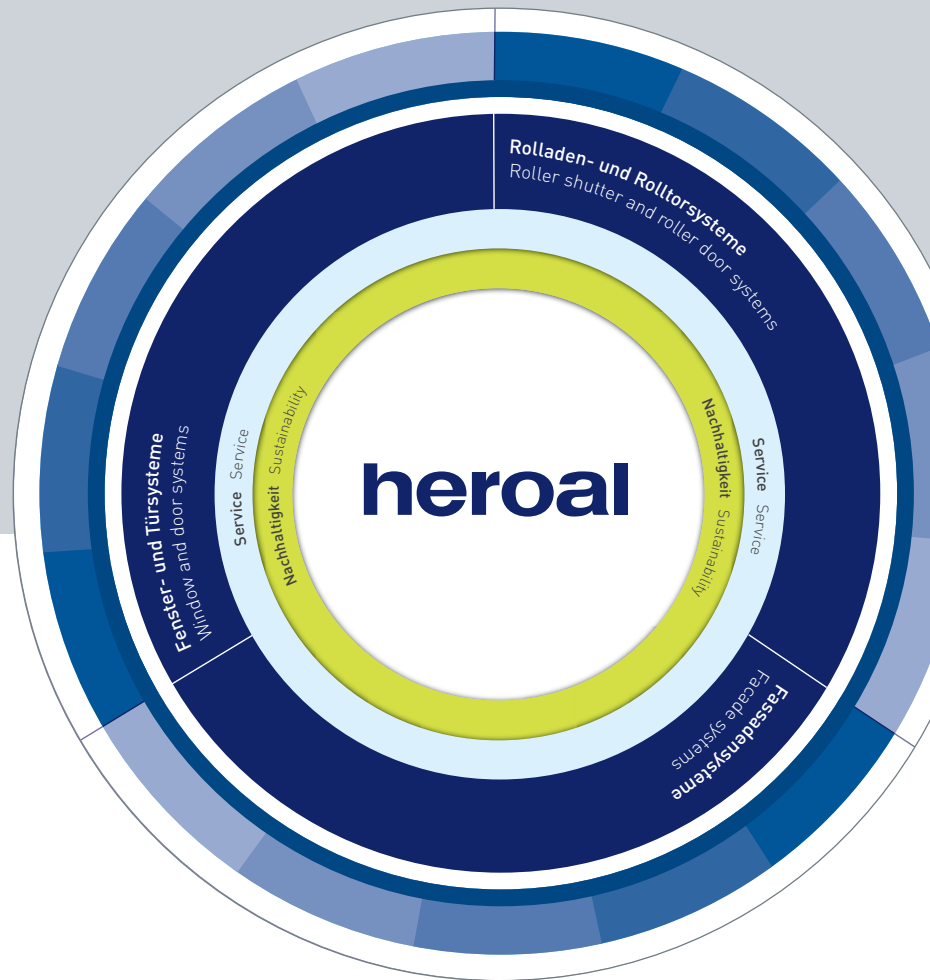 Rolladen- und Rolltorsysteme
Roller shutter and roller door systems
Fenster- und Türsysteme
Window and door systems
Service Service
Nachhaltigkeit Sustainability
heroal
Nachhaltigkeit Sustainability
Service Service
Fassadensysteme
Facade systems